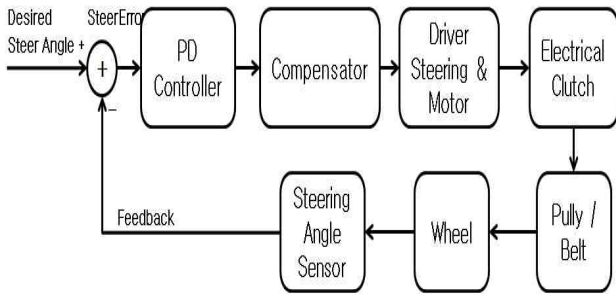 Desired
Steer Angle +
SteerErro
+
−
PD
Controller
Compensator
Driver
Steering &
Motor
Electrical
Clutch
Pully /
Belt
Wheel
Steering
Angle
Sensor
Feedback